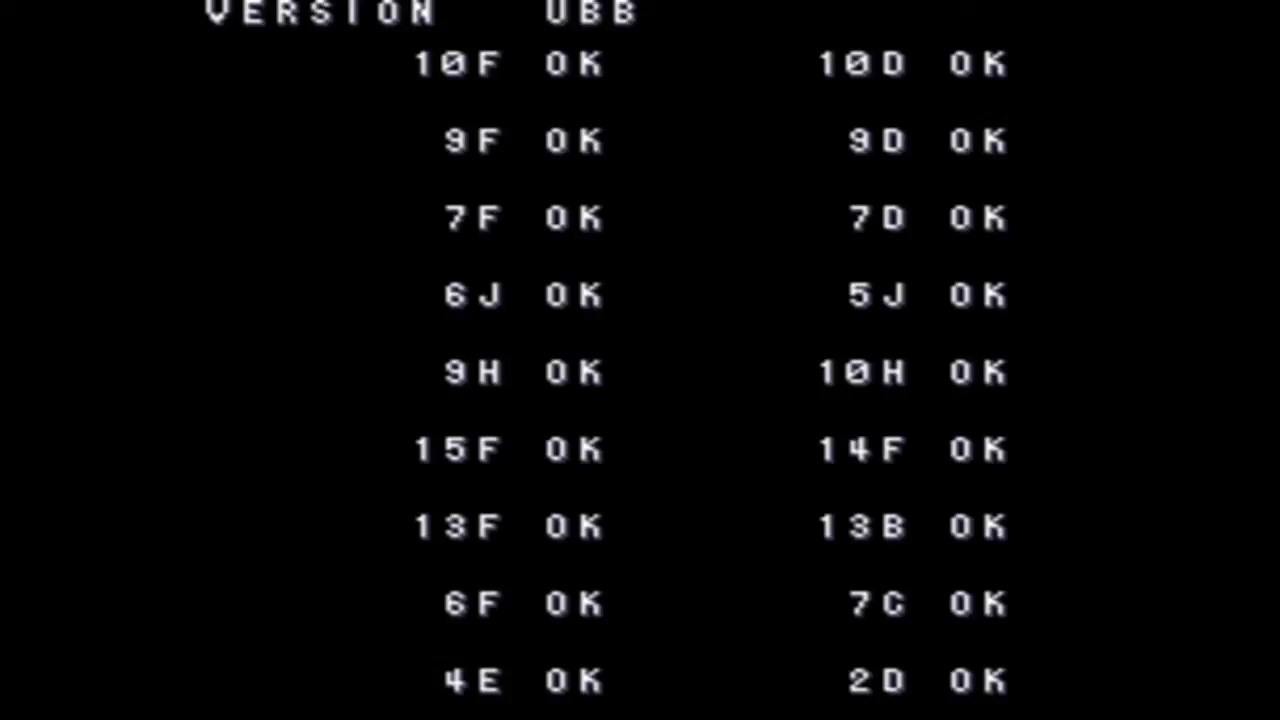 VERSION UBB
10F OK 10D OK
9F OK 9D OK
7F OK 7D OK
6J OK 5J OK
9H OK 10H OK
15F OK 14F OK
13F OK 13B OK
6F OK 7C OK
4E OK 2D OK